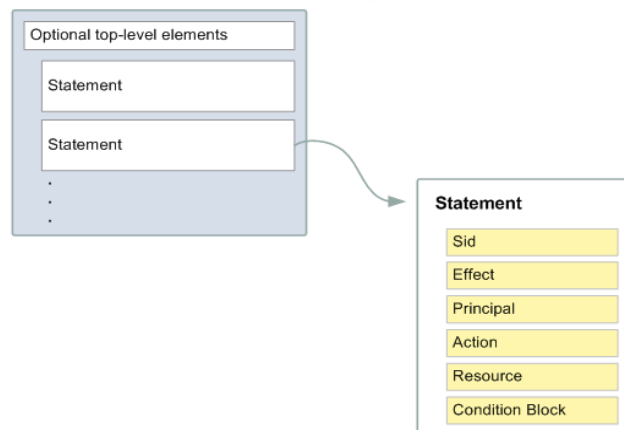 Optional top-level elements
Statement
Statement
.
.
.
Statement
Sid
Effect
Principal
Action
Resource
Condition Block